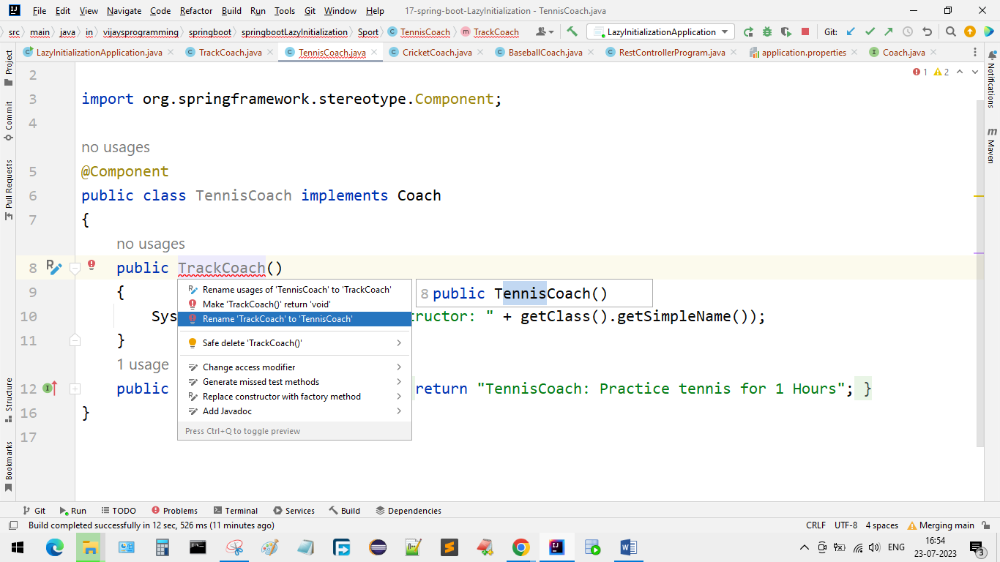 File Edit View Navigate Code Refactor Build Run Tools Git Window Help 17-spring-boot-LazyInitialization - TennisCoach.java
src main java in vijaysprogramming springboot springbootLazyInitialization Sport TennisCoach TrackCoach LazyInitializationApplication Git:
LazyInitializationApplication.java TrackCoach.java TennisCoach.java CricketCoach.java BaseballCoach.java RestControllerProgram.java application.properties Coach.java
Project
Commit
Pull Requests
Structure
Bookmarks
Notifications
m Maven
1 2
2
3 import org.springframework.stereotype.Component;
4
no usages
5 @Component
6 public class TennisCoach implements Coach
7 {
no usages
8 public TrackCoach()
9 {
10 Sys tructor: " + getClass().getSimpleName());
11 }
1 usage
12 public return "TennisCoach: Practice tennis for 1 Hours"; }
16 }
17
Rename usages of 'TennisCoach' to 'TrackCoach'
Make 'TrackCoach()' return 'void'
Rename 'TrackCoach' to 'TennisCoach'
Safe delete 'TrackCoach()'
Change access modifier
Generate missed test methods
Replace constructor with factory method
Add Javadoc
Press Ctrl+Q to toggle preview
8 public TennisCoach()
Git Run TODO Problems Terminal Services Build Dependencies
Build completed successfully in 12 sec, 526 ms (11 minutes ago) CRLF UTF-8 4 spaces Merging main
ENG 16:54
23-07-2023 3